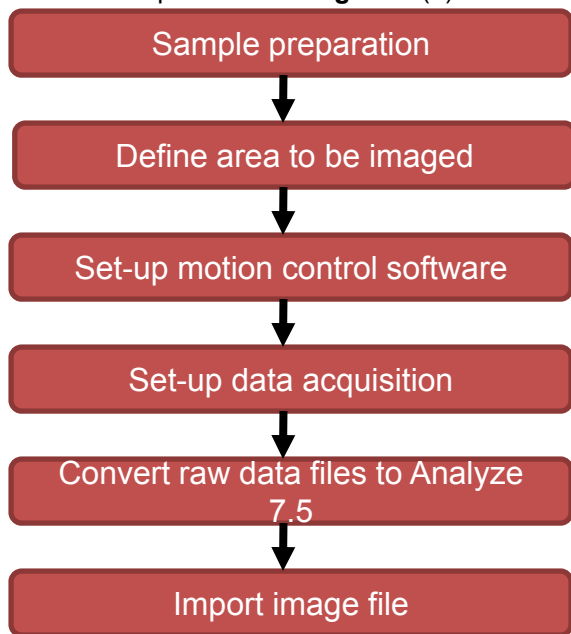 Sample preparation
Define area to be imaged
Set-up motion control software
Set-up data acquisition
Convert raw data files to Analyze
7.5
Import image file